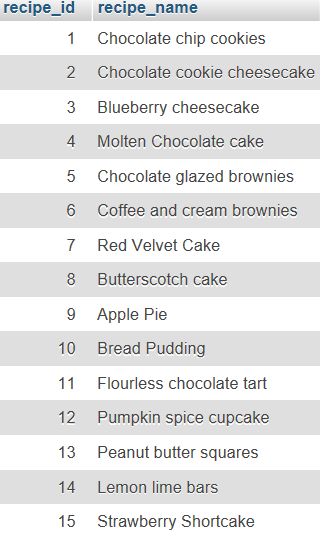 recipe_id recipe_name
1 Chocolate chip cookies
2 Chocolate cookie cheesecake
3 Blueberry cheesecake
4 Molten Chocolate cake
5 Chocolate glazed brownies
6 Coffee and cream brownies
7 Red Velvet Cake
8 Butterscotch cake
9 Apple Pie
10 Bread Pudding
11 Flourless chocolate tart
12 Pumpkin spice cupcake
13 Peanut butter squares
14 Lemon lime bars
15 Strawberry Shortcake